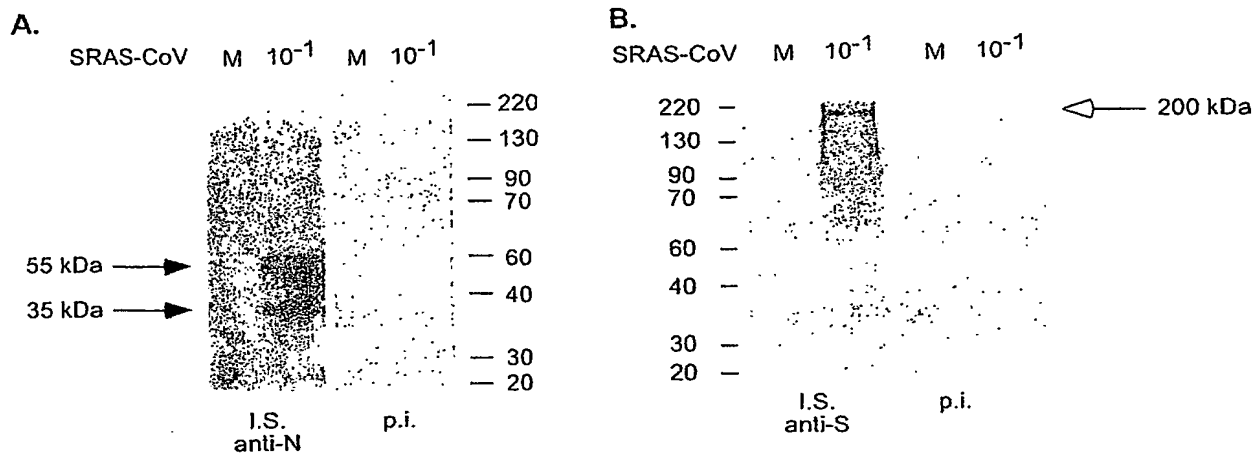 A.
SRAS-CoV M 10⁻¹ M 10⁻¹
220
130
90
70
60
40
30
20
55 kDa
35 kDa
I.S.
anti-N
p.i.
B.
SRAS-CoV M 10⁻¹ M 10⁻¹
220
130
90
70
60
40
30
20
200 kDa
I.S.
anti-S
p.i.